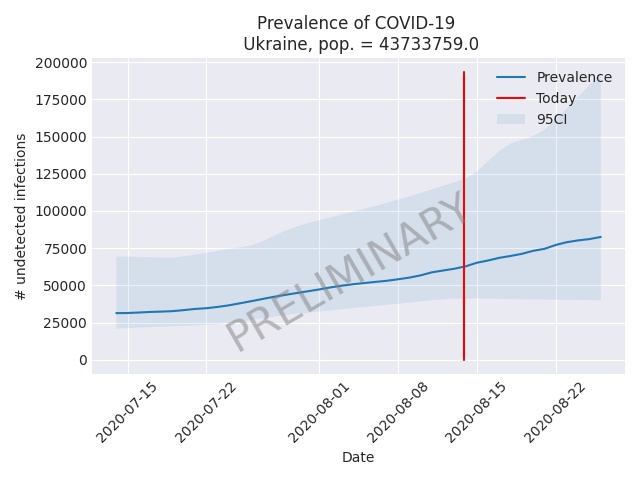 Prevalence of COVID-19
Ukraine, pop. = 43733759.0
200000
175000
150000
125000
100000
75000
50000
25000
0
# undetected infections
Prevalence
Today
95CI
PRELIMINARY
2020-07-15
2020-07-22
2020-08-01
2020-08-08
2020-08-15
2020-08-22
Date